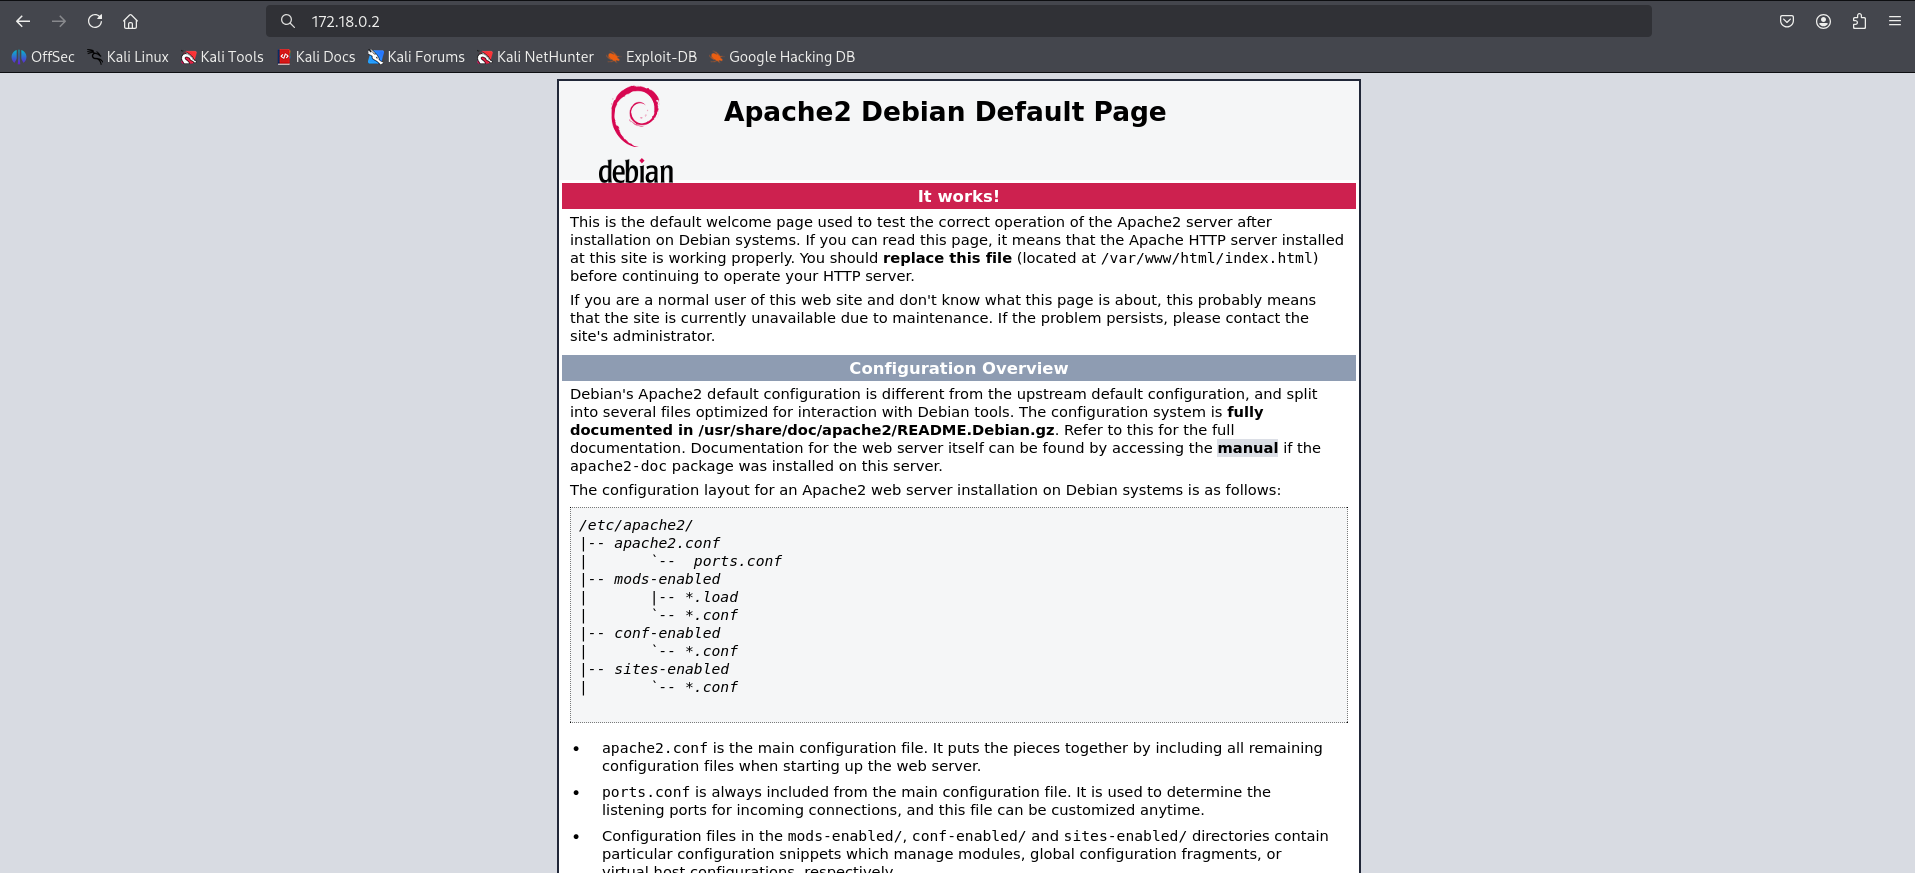 172.18.0.2
OffSec Kali Linux Kali Tools Kali Docs Kali Forums Kali NetHunter Exploit-DB Google Hacking DB
debian
Apache2 Debian Default Page
It works!
This is the default welcome page used to test the correct operation of the Apache2 server after
installation on Debian systems. If you can read this page, it means that the Apache HTTP server installed
at this site is working properly. You should replace this file (located at /var/www/html/index.html)
before continuing to operate your HTTP server.
If you are a normal user of this web site and don't know what this page is about, this probably means
that the site is currently unavailable due to maintenance. If the problem persists, please contact the
site's administrator.
Configuration Overview
Debian's Apache2 default configuration is different from the upstream default configuration, and split
into several files optimized for interaction with Debian tools. The configuration system is fully
documented in /usr/share/doc/apache2/README.Debian.gz. Refer to this for the full
documentation. Documentation for the web server itself can be found by accessing the manual if the
apache2-doc package was installed on this server.
The configuration layout for an Apache2 web server installation on Debian systems is as follows:
/etc/apache2/
|-- apache2.conf
|       `--  ports.conf
|-- mods-enabled
|       |-- *.load
|       `-- *.conf
|-- conf-enabled
|       `-- *.conf
|-- sites-enabled
|       `-- *.conf
• apache2.conf is the main configuration file. It puts the pieces together by including all remaining
configuration files when starting up the web server.
• ports.conf is always included from the main configuration file. It is used to determine the
listening ports for incoming connections, and this file can be customized anytime.
• Configuration files in the mods-enabled/, conf-enabled/ and sites-enabled/ directories contain
particular configuration snippets which manage modules, global configuration fragments, or
virtual host configurations, respectively.